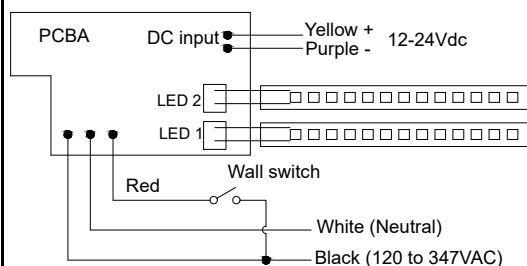 PCBA
DC input
Yellow +
Purple -
12-24Vdc
LED 2
LED 1
Wall switch
Red
White (Neutral)
Black (120 to 347VAC)